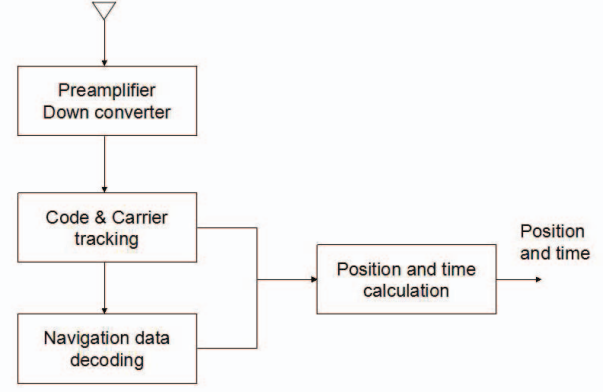 Preamplifier
Down converter
Code & Carrier
tracking
Position and time
calculation
Position
and time
Navigation data
decoding